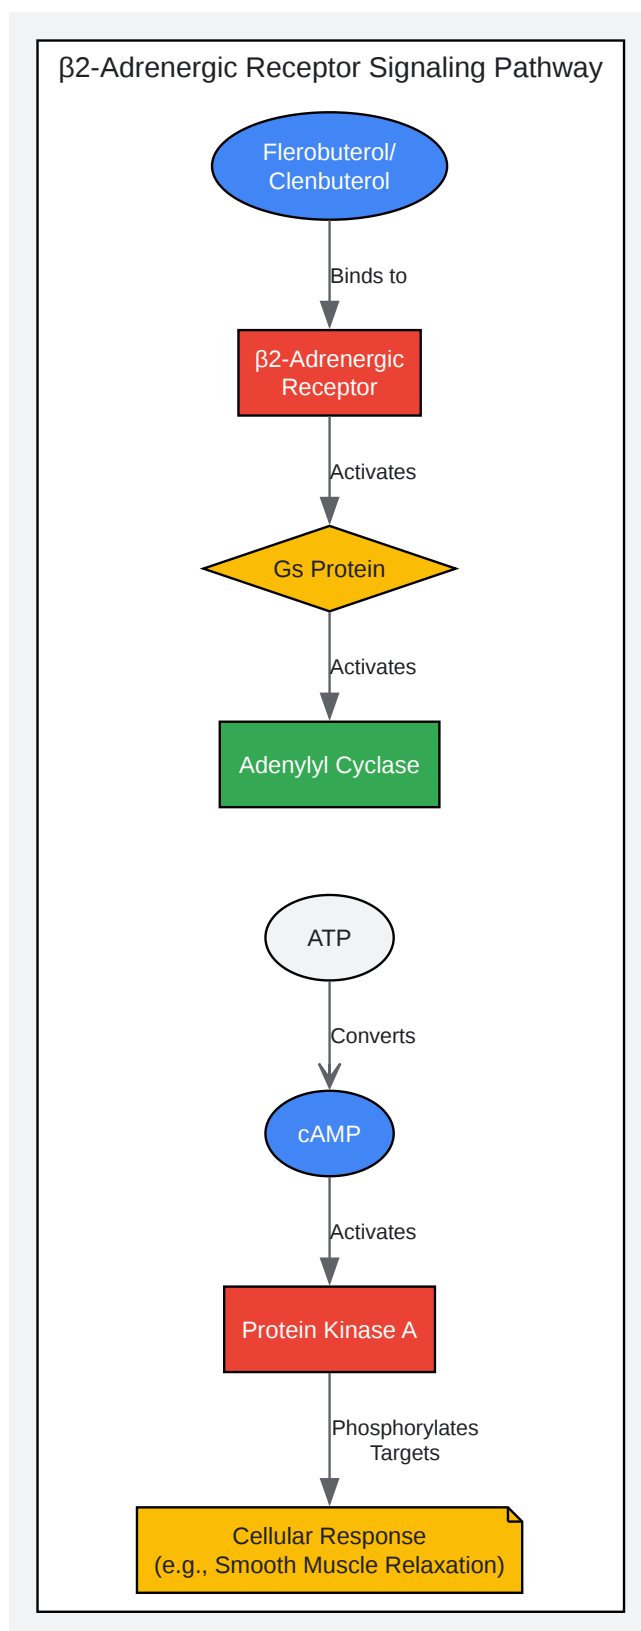 β2-Adrenergic Receptor Signaling Pathway
Flerobuterol/
Clenbuterol
Binds to
β2-Adrenergic
Receptor
Activates
Gs Protein
Activates
Adenylyl Cyclase
ATP
Converts
cAMP
Activates
Protein Kinase A
Phosphorylates
Targets
Cellular Response
(e.g., Smooth Muscle Relaxation)